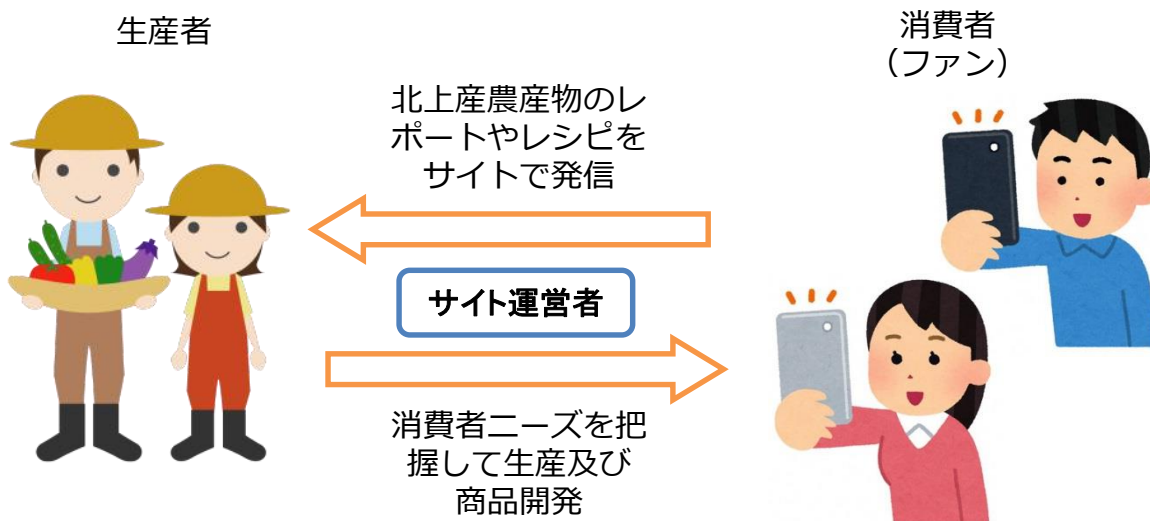 生産者
消費者
（ファン）
北上産農産物のレ
ポートやレシピを
サイトで発信
サイト運営者
消費者ニーズを把
握して生産及び
商品開発